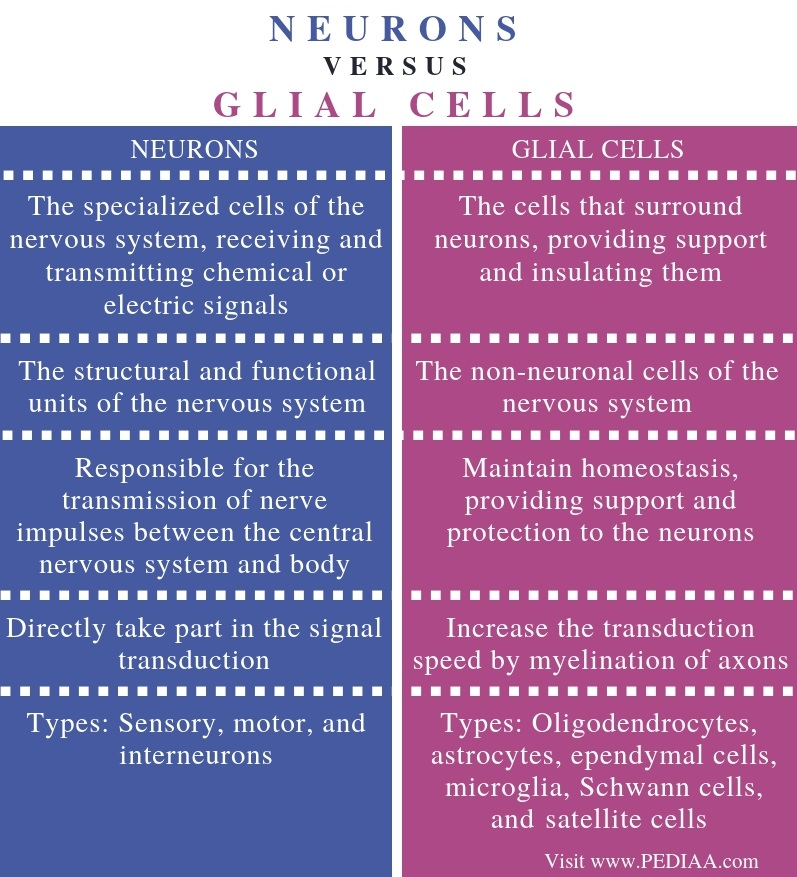 NEURONS
VERSUS
GLIAL CELLS
NEURONS
The specialized cells of the
nervous system, receiving and
transmitting chemical or
electric signals
The structural and functional
units of the nervous system
Responsible for the
transmission of nerve
impulses between the central
nervous system and body
Directly take part in the signal
transduction
Types: Sensory, motor, and
interneurons
GLIAL CELLS
The cells that surround
neurons, providing support
and insulating them
The non-neuronal cells of the
nervous system
Maintain homeostasis,
providing support and
protection to the neurons
Increase the transduction
speed by myelination of axons
Types: Oligodendrocytes,
astrocytes, ependymal cells,
microglia, Schwann cells,
and satellite cells
Visit www.PEDIAA.com